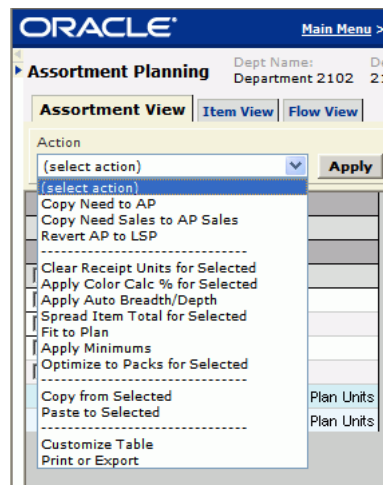 ORACLE®
Main Menu >
Assortment Planning
Dept Name:
Department 2102
Assortment View
Item View
Flow View
Action
(select action)
Apply
(select action)
Copy Need to AP
Copy Need Sales to AP Sales
Revert AP to LSP
------------------------------
Clear Receipt Units for Selected
Apply Color Calc % for Selected
Apply Auto Breadth/Depth
Spread Item Total for Selected
Fit to Plan
Apply Minimums
Optimize to Packs for Selected
------------------------------
Copy from Selected
Plan Units
Paste to Selected
Plan Units
------------------------------
Customize Table
Print or Export